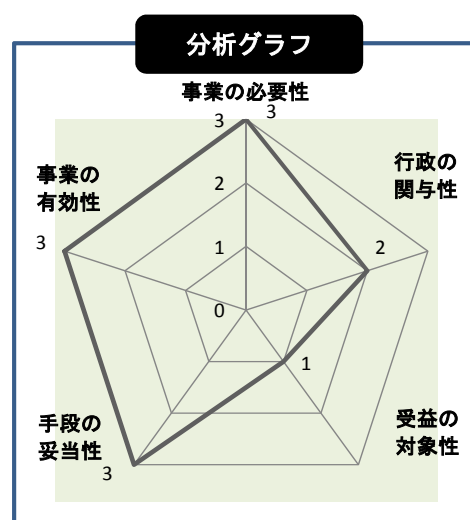 分析グラフ
事業の必要性
3
3
2
1
0
行政の
関与性
2
受益の
対象性
1
手段の
妥当性
3
事業の
有効性
3